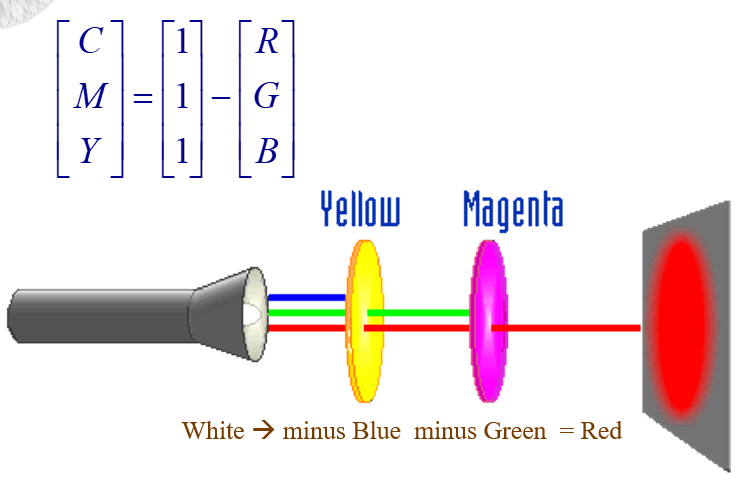 [C M Y] = [1 1 1] − [R G B]
Yellow Magenta
White → minus Blue minus Green = Red